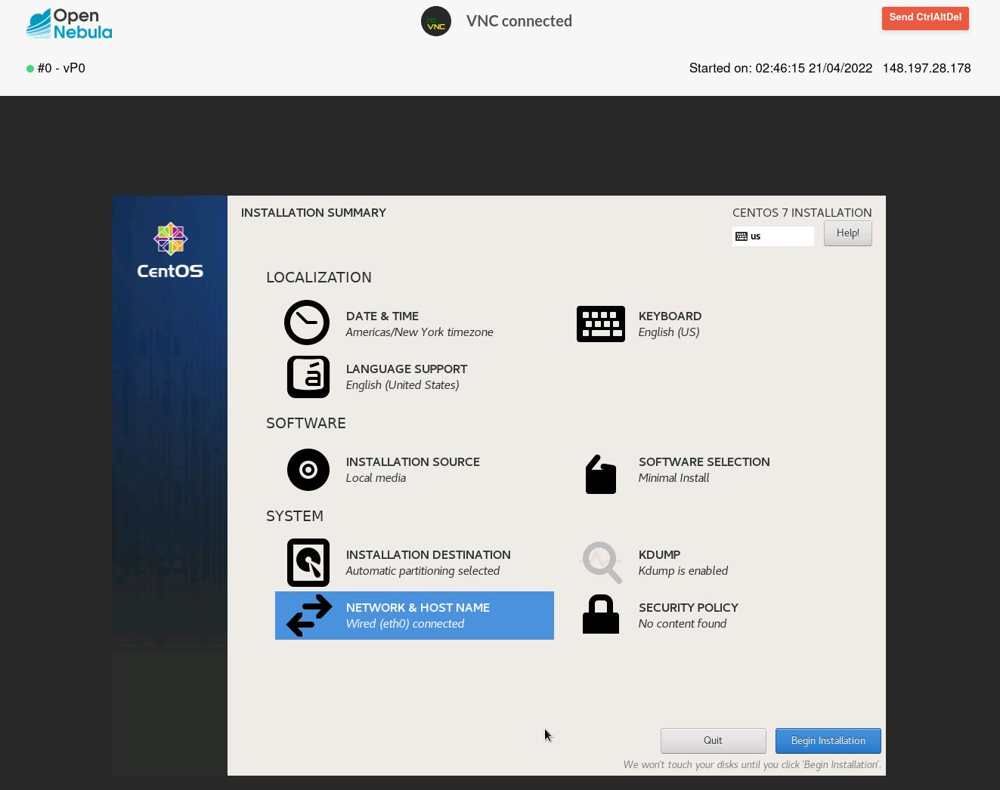 Open
Nebula
no
VNC
VNC connected
Send CtrlAltDel
#0 - vP0
Started on: 02:46:15 21/04/2022 148.197.28.178
CentOS
INSTALLATION SUMMARY
CENTOS 7 INSTALLATION
us
Help!
LOCALIZATION
DATE & TIME
Americas/New York timezone
KEYBOARD
English (US)
á
LANGUAGE SUPPORT
English (United States)
SOFTWARE
INSTALLATION SOURCE
Local media
SOFTWARE SELECTION
Minimal Install
SYSTEM
INSTALLATION DESTINATION
Automatic partitioning selected
KDUMP
Kdump is enabled
NETWORK & HOST NAME
Wired (eth0) connected
SECURITY POLICY
No content found
Quit
Begin Installation
We won't touch your disks until you click 'Begin Installation'.